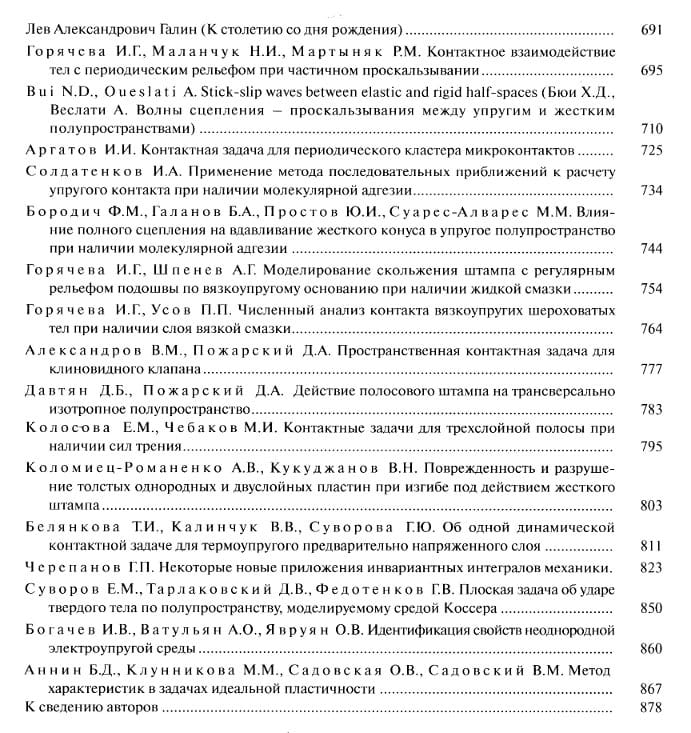 Лев Александрович Галин (К столетию со дня рождения) ........ 691
Горячева И.Г., Маланчук Н.И., Мартыняк Р.М. Контактное взаимодействие
тел с периодическим рельефом при частичном проскальзывании ........ 695
Bui N.D., Oueslati A. Stick-slip waves between elastic and rigid half-spaces (Бюи Х.Д.,
Веслати А. Волны сцепления – проскальзывания между упругим и жестким
полупространствами) ........ 710
Аргатов И.И. Контактная задача для периодического кластера микроконтактов ........ 725
Солдатенков И.А. Применение метода последовательных приближений к расчету
упругого контакта при наличии молекулярной адгезии ........ 734
Бородич Ф.М., Галанов Б.А., Простов Ю.И., Суарес-Алварес М.М. Влия-
ние полного сцепления на вдавливание жесткого конуса в упругое полупространство
при наличии молекулярной адгезии ........ 744
Горячева И.Г., Шпенев А.Г. Моделирование скольжения штампа с регулярным
рельефом подошвы по вязкоупругому основанию при наличии жидкой смазки ........ 754
Горячева И.Г., Усов П.П. Численный анализ контакта вязкоупругих шероховатых
тел при наличии слоя вязкой смазки ........ 764
Александров В.М., Пожарский Д.А. Пространственная контактная задача для
клиновидного клапана ........ 777
Давтян Д.Б., Пожарский Д.А. Действие полосового штампа на трансверсально
изотропное полупространство ........ 783
Колосова Е.М., Чебаков М.И. Контактные задачи для трехслойной полосы при
наличии сил трения ........ 795
Коломиец-Романенко А.В., Кукуджанов В.Н. Поврежденность и разруше-
ние толстых однородных и двуслойных пластин при изгибе под действием жесткого
штампа ........ 803
Белянкова Т.И., Калинчук В.В., Суворова Г.Ю. Об одной динамической
контактной задаче для термоупругого предварительно напряженного слоя ........ 811
Черепанов Г.П. Некоторые новые приложения инвариантных интегралов механики. 823
Суворов Е.М., Тарлаковский Д.В., Федотенков Г.В. Плоская задача об ударе
твердого тела по полупространству, моделируемому средой Коссера ........ 850
Богачев И.В., Ватульян А.О., Явруян О.В. Идентификация свойств неоднородной
электроупругой среды ........ 860
Аннин Б.Д., Клунникова М.М., Садовская О.В., Садовский В.М. Метод
характеристик в задачах идеальной пластичности ........ 867
К сведению авторов ........ 878